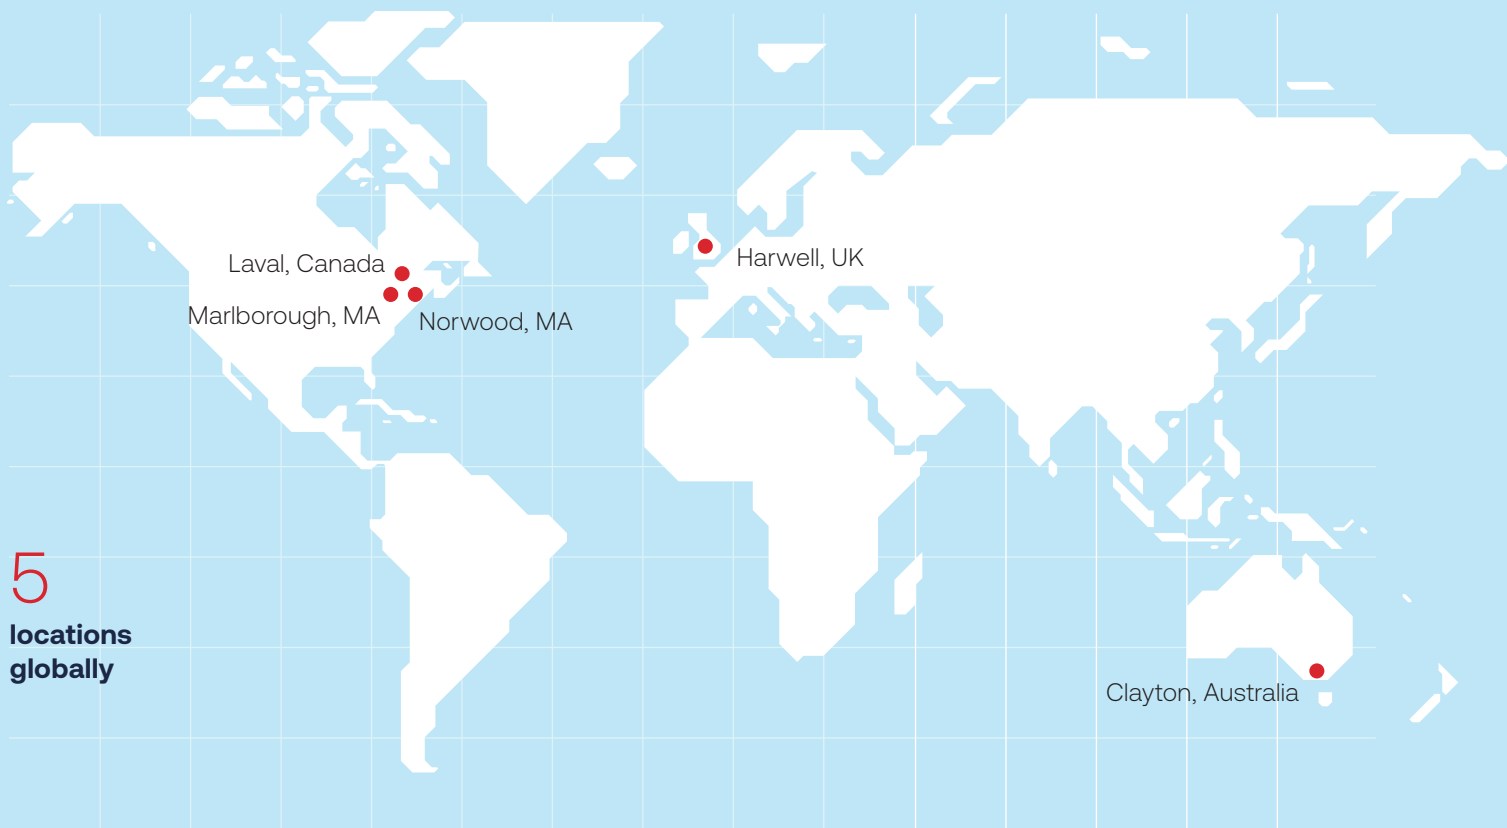 Laval, Canada
Harwell, UK
Marlborough, MA
Norwood, MA
5
locations
globally
Clayton, Australia